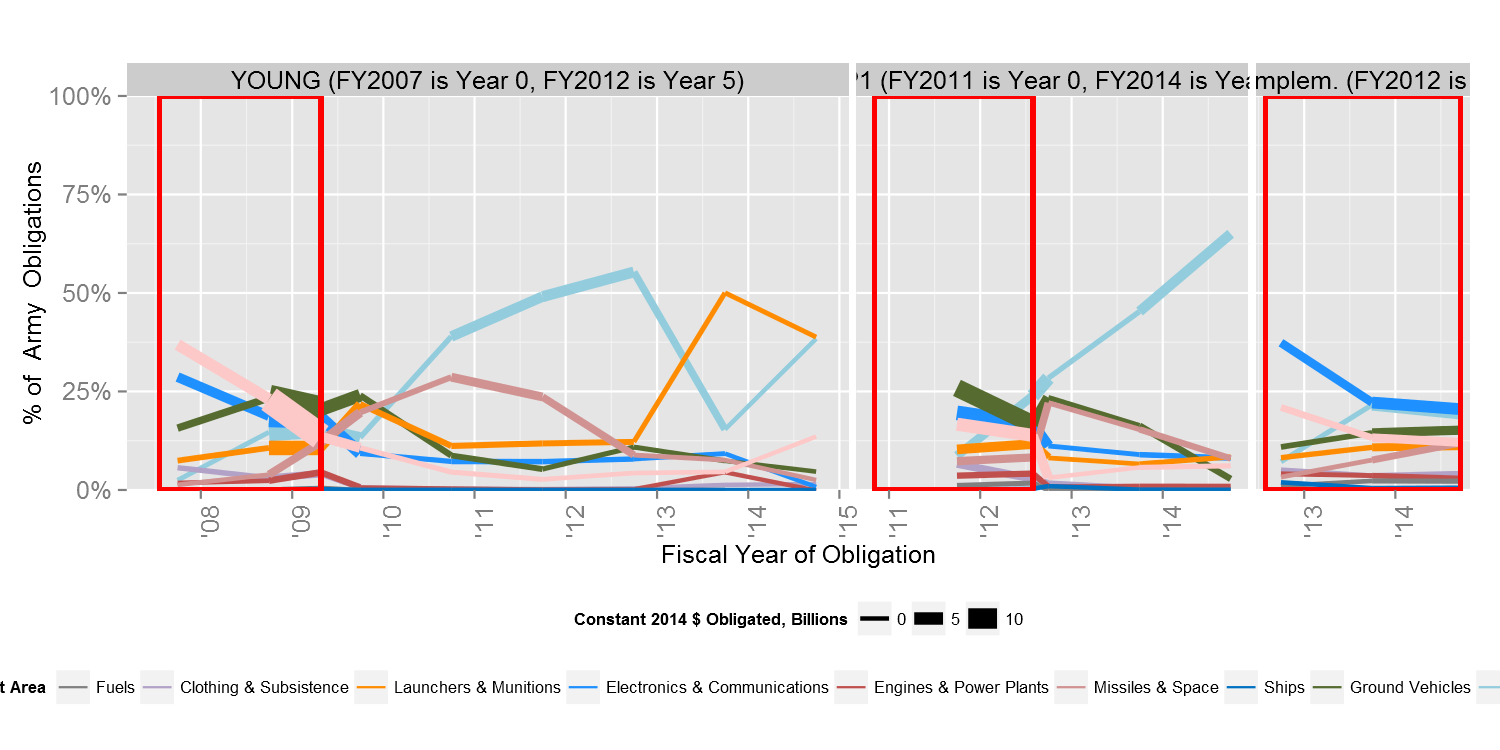 YOUNG (FY2007 is Year 0, FY2012 is Year 5)
P1 (FY2011 is Year 0, FY2014 is Yea
mplem. (FY2012 is
% of Army Obligations
100%
75%
50%
25%
0%
'08
'09
'10
'11
'12
'13
'14
'15
'11
'12
'13
'14
'13
'14
Fiscal Year of Obligation
Constant 2014 $ Obligated, Billions 0 5 10
t Area Fuels Clothing & Subsistence Launchers & Munitions Electronics & Communications Engines & Power Plants Missiles & Space Ships Ground Vehicles